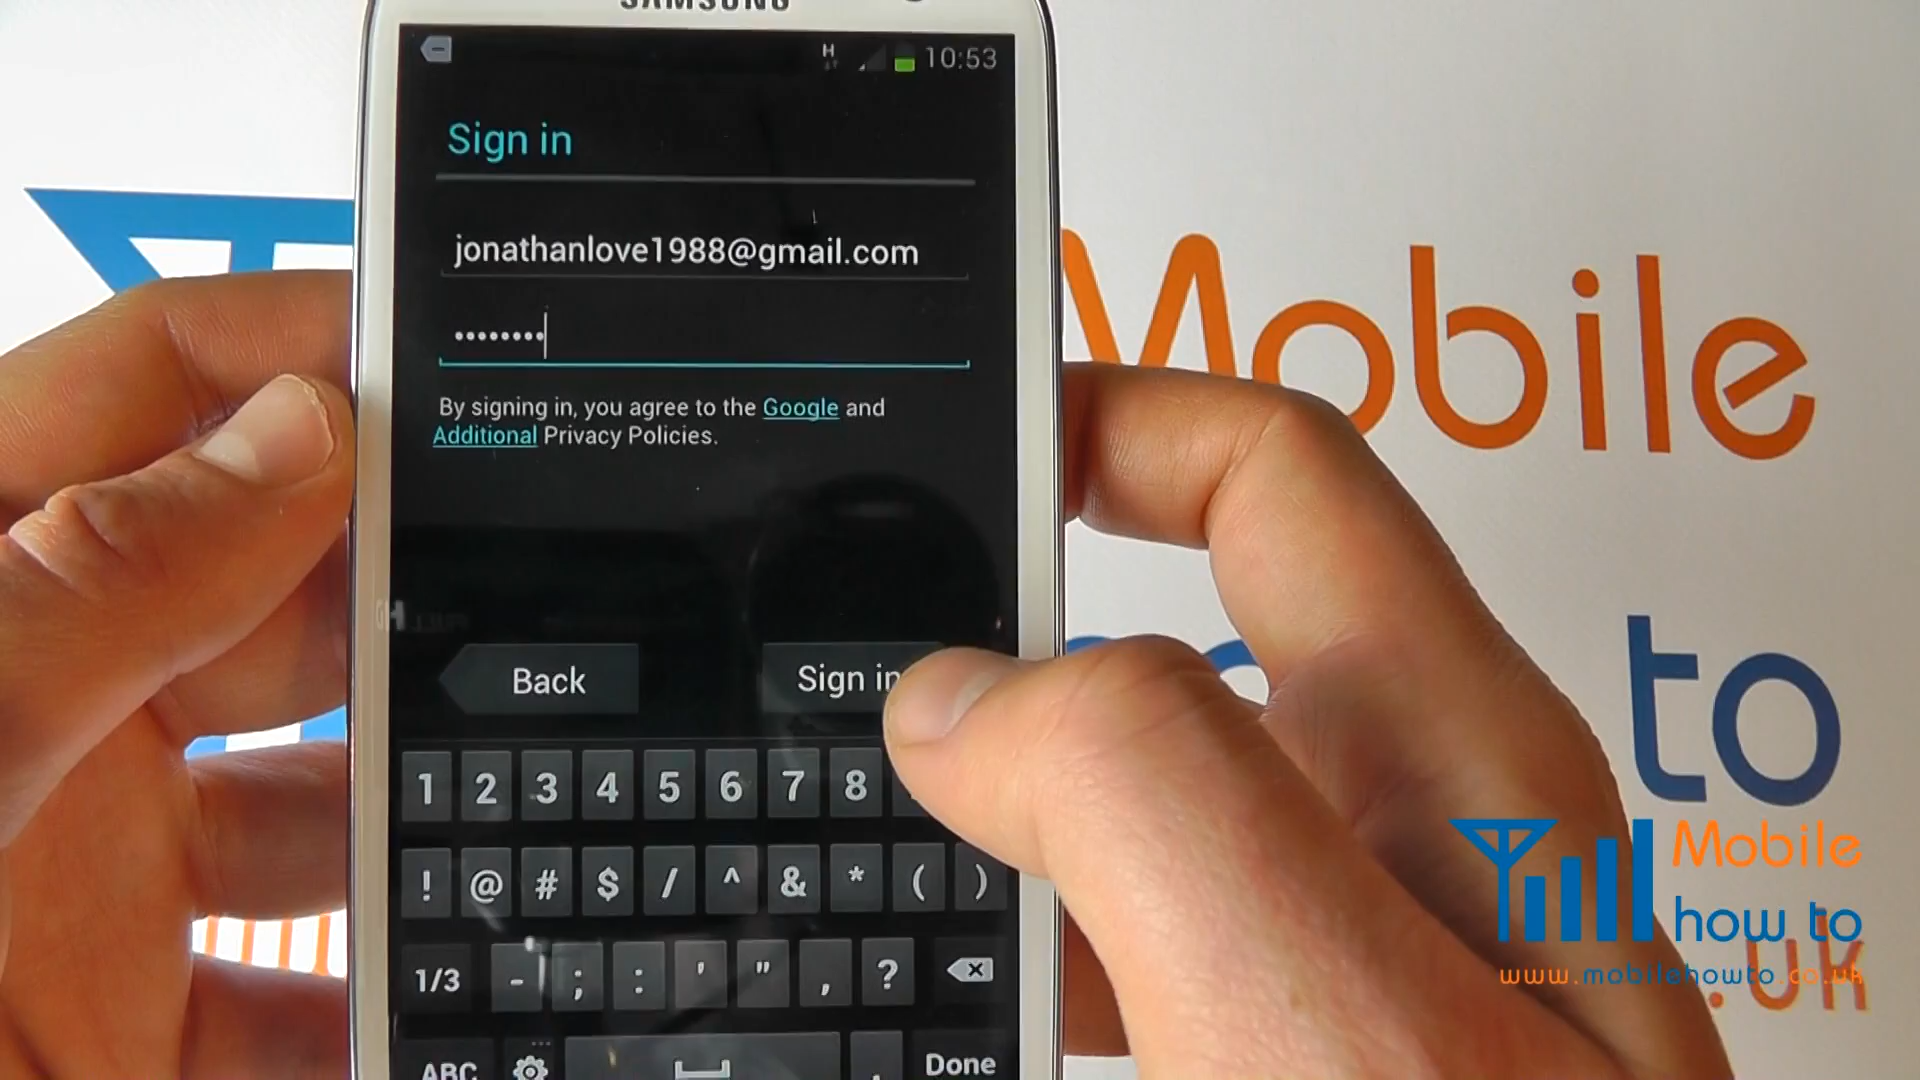 SAMSUNG
H
10:53
Sign in
jonathanlove1988@gmail.com
••••••••
By signing in, you agree to the Google and
Additional Privacy Policies.
Back
Sign in
1 2 3 4 5 6 7 8
! @ # $ / ^ & * ( )
1/3 - ; : ' " , ?
ABC . Done
Mobile
to
.uk
Mobile
how to
www.mobilehowto.co.uk